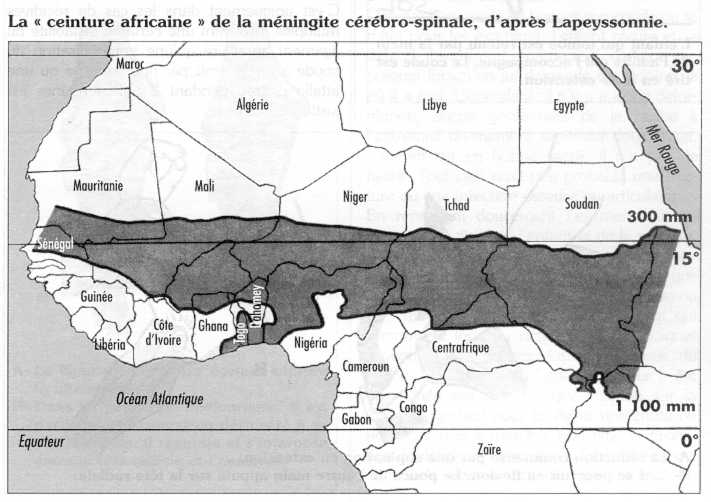 La « ceinture africaine » de la méningite cérébro-spinale, d'après Lapeyssonnie.
Maroc
30°
Algérie
Libye
Egypte
Mer Rouge
Mauritanie
Mali
Niger
Tchad
Soudan
300 mm
Sénégal
15°
Guinée
Libéria
Côte
d'Ivoire
Ghana
Togo
Dahomey
Nigéria
Centrafrique
Cameroun
Océan Atlantique
Gabon
Congo
1 100 mm
Equateur
0°
Zaïre